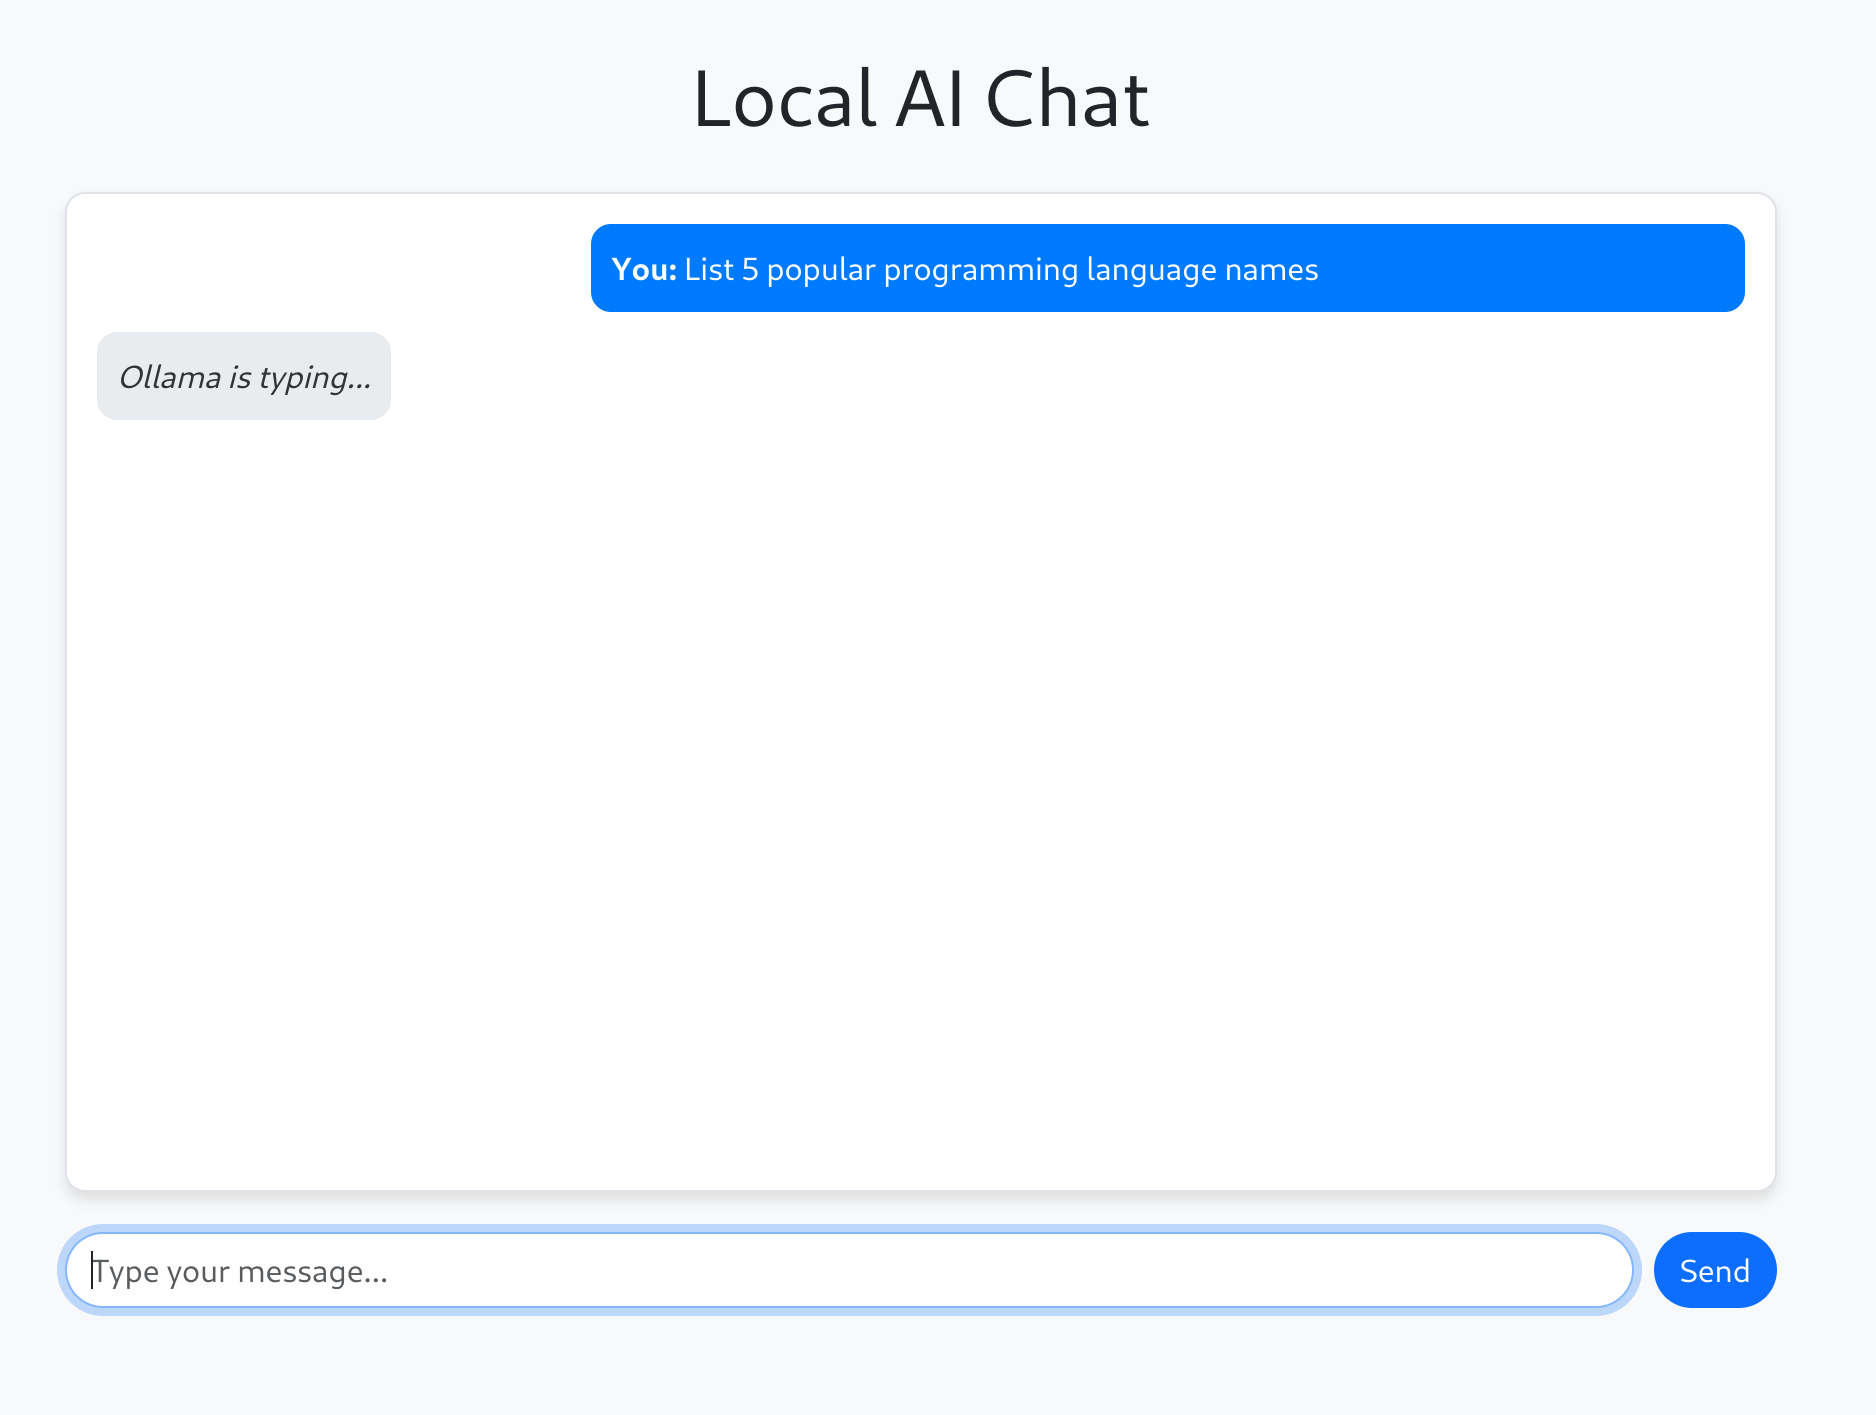 Local AI Chat
You: List 5 popular programming language names
Ollama is typing...
Type your message...
Send